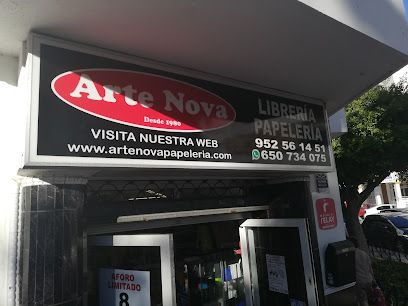 Arte Nova
Desde 1980
VISITA NUESTRA WEB
www.artenovapapeleria.com
LIBRERÍA
PAPELERÍA
952 56 14 51
650 734 075
RELAY
AFORO
LIMITADO
8